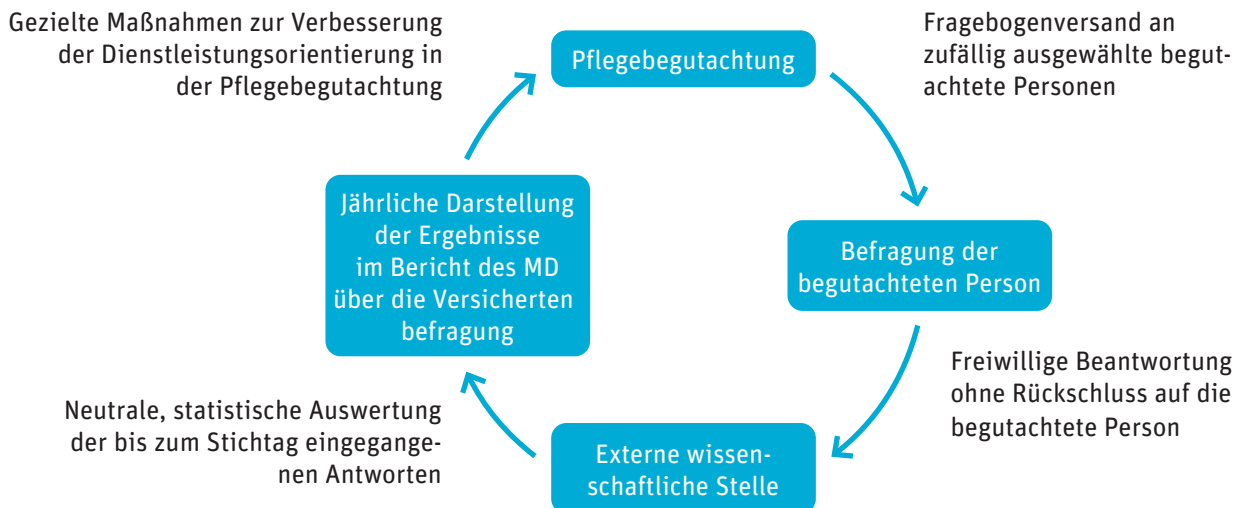 Gezielte Maßnahmen zur Verbesserung
der Dienstleistungsorientierung in
der Pflegebegutachtung
Pflegebegutachtung
Fragebogenversand an
zufällig ausgewählte begut-
achtete Personen
Jährliche Darstellung
der Ergebnisse
im Bericht des MD
über die Versicherten
befragung
Befragung der
begutachteten Person
Freiwillige Beantwortung
ohne Rückschluss auf die
begutachtete Person
Neutrale, statistische Auswertung
der bis zum Stichtag eingegange-
nen Antworten
Externe wissen-
schaftliche Stelle